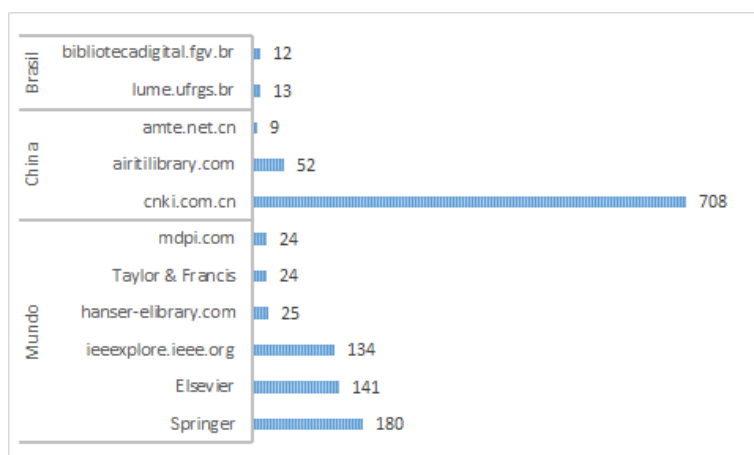 Brasil
bibliotecadigital.fgv.br 12
lume.ufrgs.br 13
China
amte.net.cn 9
airitilibrary.com 52
cnki.com.cn 708
Mundo
mdpi.com 24
Taylor & Francis 24
hanser-elibrary.com 25
ieeexplore.ieee.org 134
Elsevier 141
Springer 180